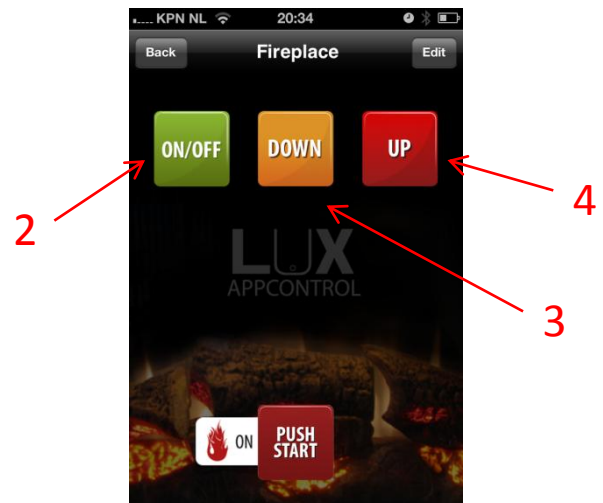 KPN NL 20:34
Back Fireplace Edit
ON/OFF DOWN UP
2
4
LUX
APPCONTROL
3
ON PUSH
START